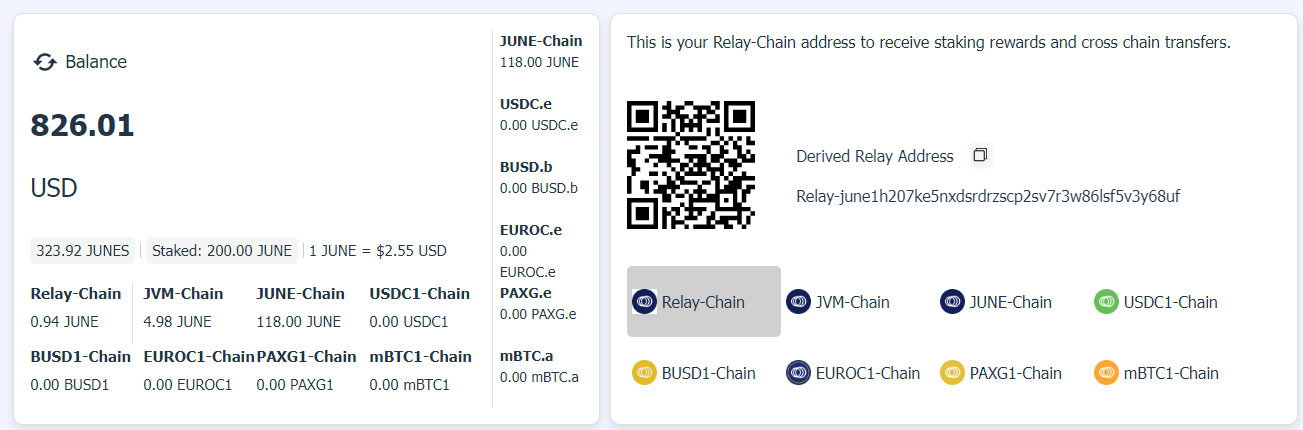 Balance
826.01
USD
323.92 JUNES
Staked: 200.00 JUNE
1 JUNE = $2.55 USD
Relay-Chain
0.94 JUNE
JVM-Chain
4.98 JUNE
JUNE-Chain
118.00 JUNE
USDC1-Chain
0.00 USDC1
BUSD1-Chain
0.00 BUSD1
EUROC1-Chain
0.00 EUROC1
PAXG1-Chain
0.00 PAXG1
mBTC1-Chain
0.00 mBTC1
JUNE-Chain
118.00 JUNE
USDC.e
0.00 USDC.e
BUSD.b
0.00 BUSD.b
EUROC.e
0.00
EUROC.e
PAXG.e
0.00 PAXG.e
mBTC.a
0.00 mBTC.a
This is your Relay-Chain address to receive staking rewards and cross chain transfers.
Derived Relay Address
Relay-june1h207ke5nxdsrdrzscp2sv7r3w86lsf5v3y68uf
Relay-Chain
JVM-Chain
JUNE-Chain
USDC1-Chain
BUSD1-Chain
EUROC1-Chain
PAXG1-Chain
mBTC1-Chain